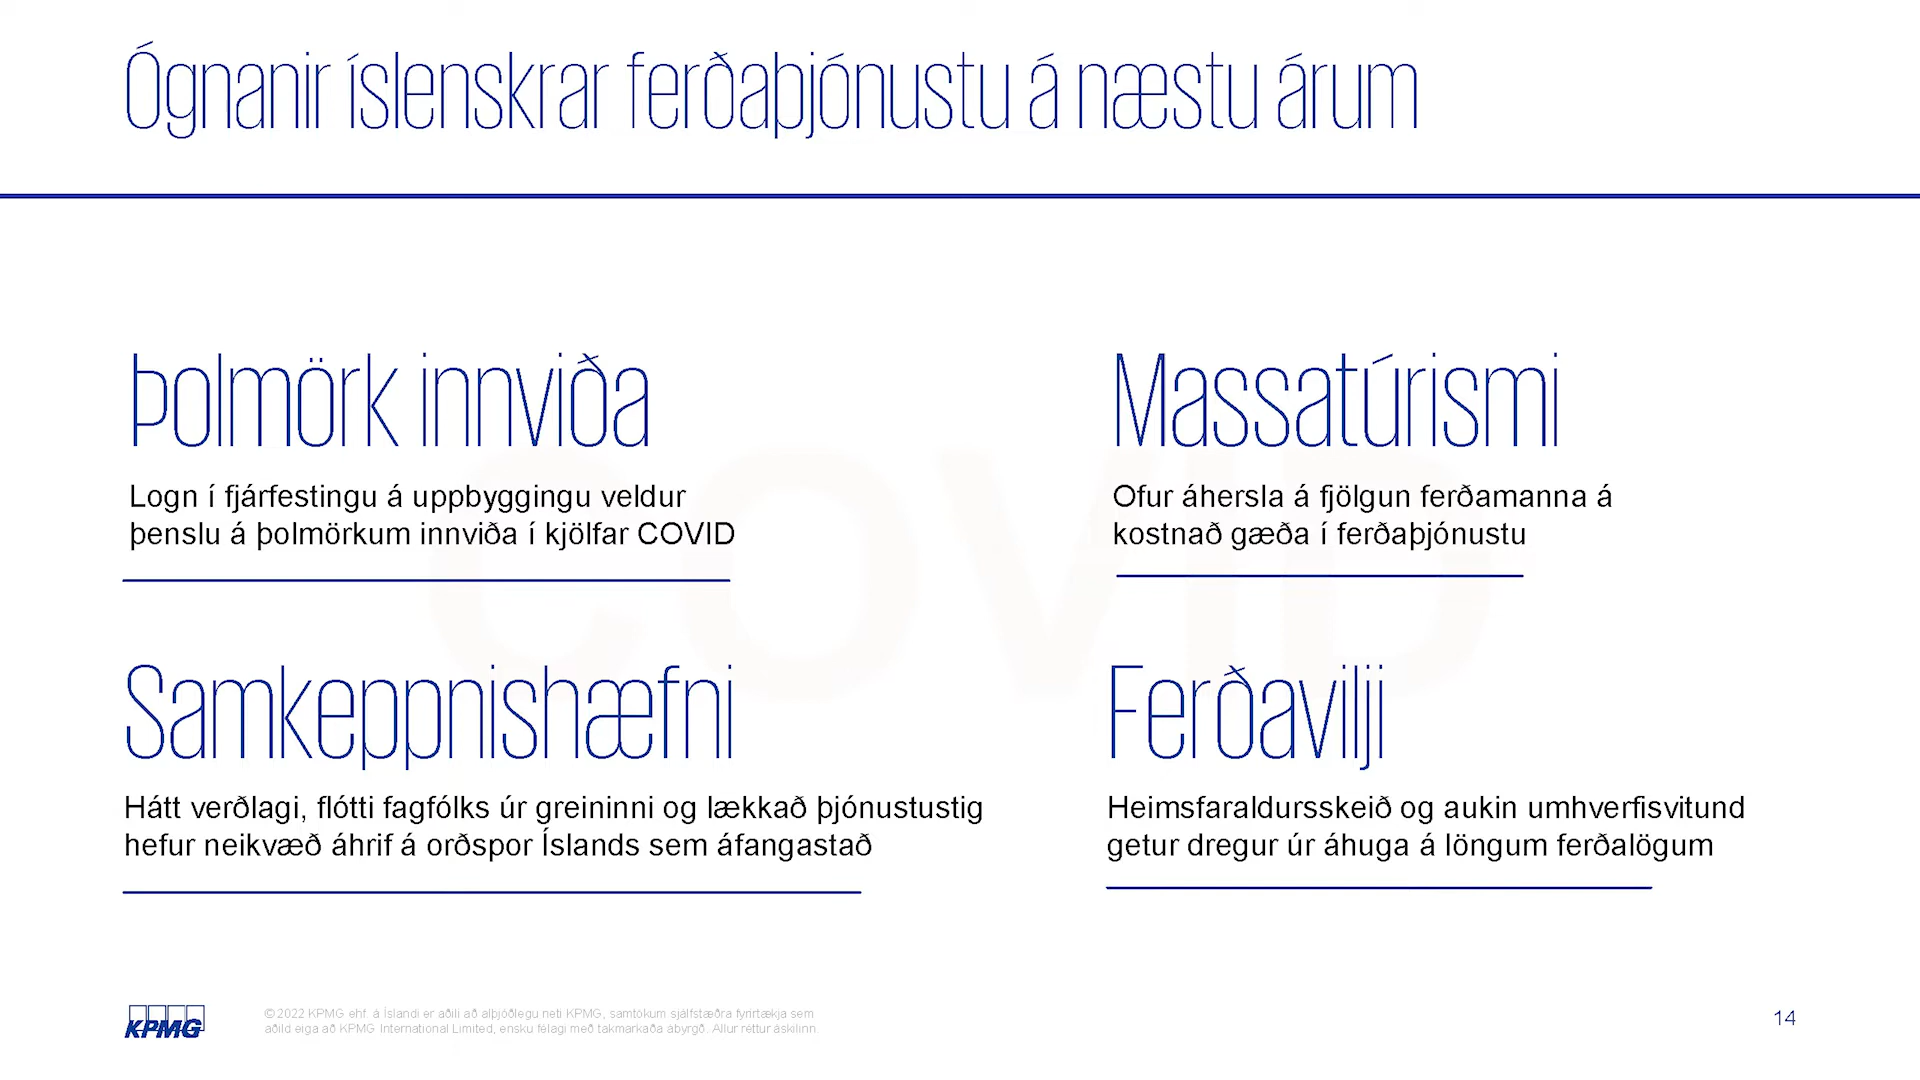 Ógnanir íslenskrar ferðaþjónustu á næstu árum
Þolmörk innviða
Logn í fjárfestingu á uppbyggingu veldur
þenslu á þolmörkum innviða í kjölfar COVID
Massatúrismi
Ofur áhersla á fjölgun ferðamanna á
kostnað gæða í ferðaþjónustu
COVID
Samkeppnishæfni
Hátt verðlagi, flótti fagfólks úr greininni og lækkað þjónustustig
hefur neikvæð áhrif á orðspor Íslands sem áfangastað
Ferðavilji
Heimsfaraldursskeið og aukin umhverfisvitund
getur dregur úr áhuga á löngum ferðalögum
KPMG
©2022 KPMG ehf. á Íslandi er aðili að alþjóðlegu neti KPMG, samtökum sjálfstæðra fyrirtækja sem
aðild eiga að KPMG International Limited, ensku félagi með takmarkaða ábyrgð. Allur réttur áskilinn.
14